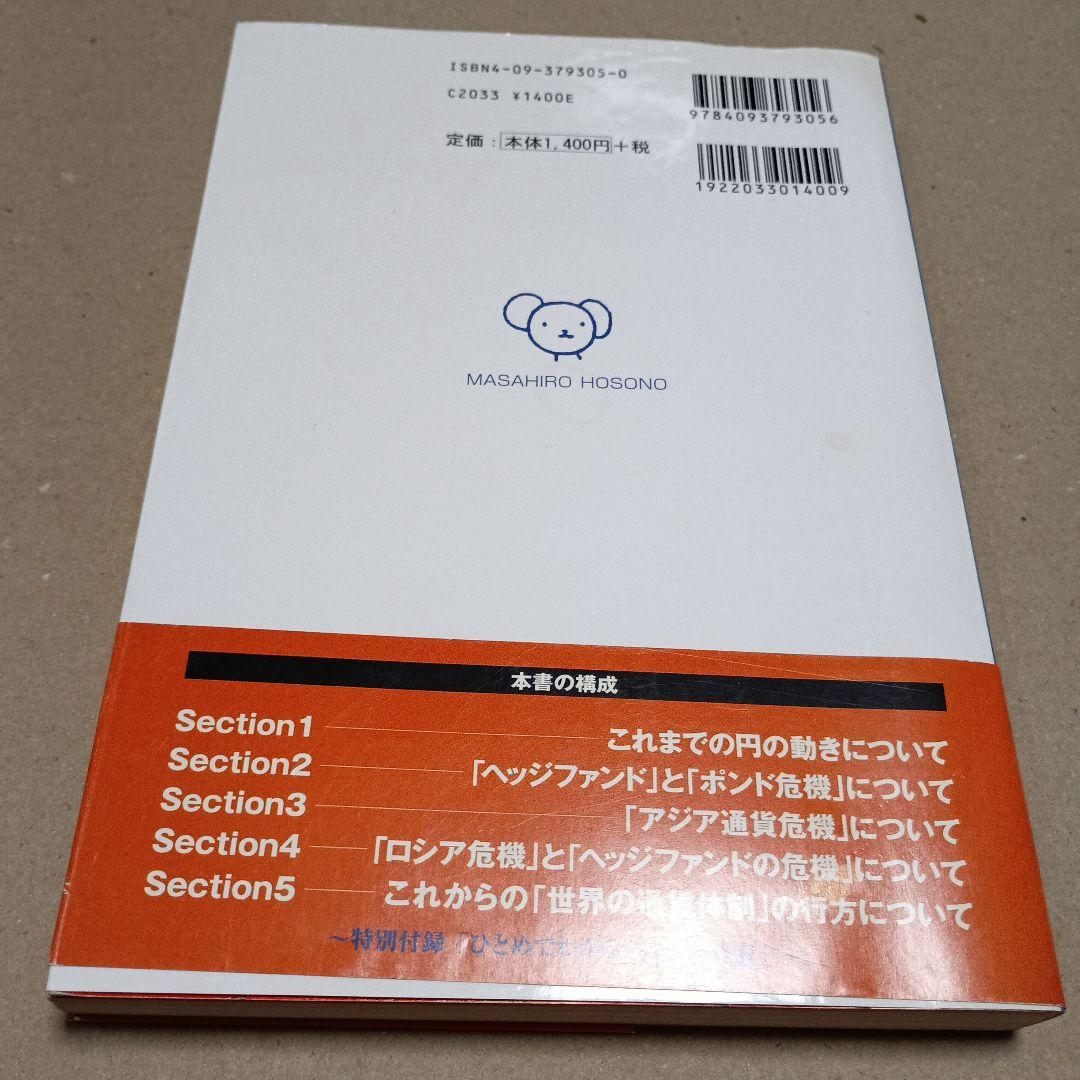 ISBN4-09-379305-0
C2033 ¥1400E
9784093793056
定価：本体1,400円+税
1922033014009
MASAHIRO HOSONO
本書の構成
Section1 これまでの円の動きについて
Section2 「ヘッジファンド」と「ポンド危機」について
Section3 「アジア通貨危機」について
Section4 「ロシア危機」と「ヘッジファンドの危機」について
Section5 これからの「世界の通貨体制」の行方について
〜特別付録「ひとめでわかる